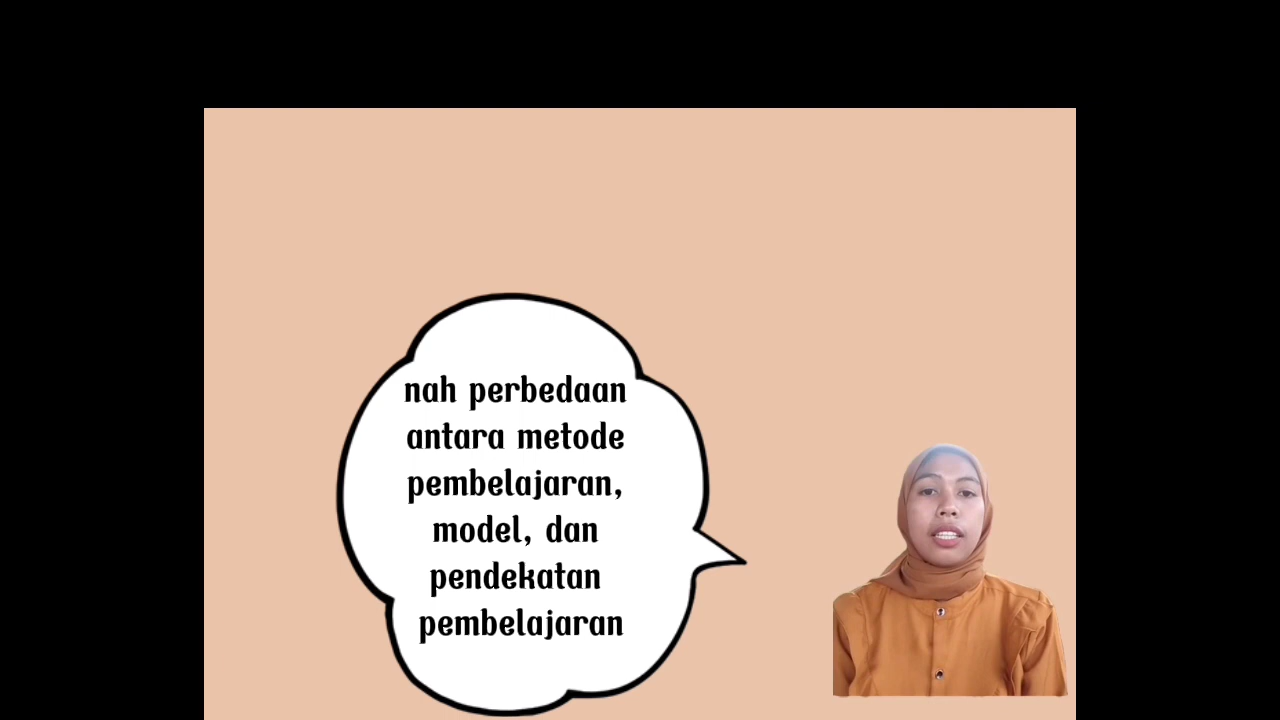 nah perbedaan
antara metode
pembelajaran,
model, dan
pendekatan
pembelajaran